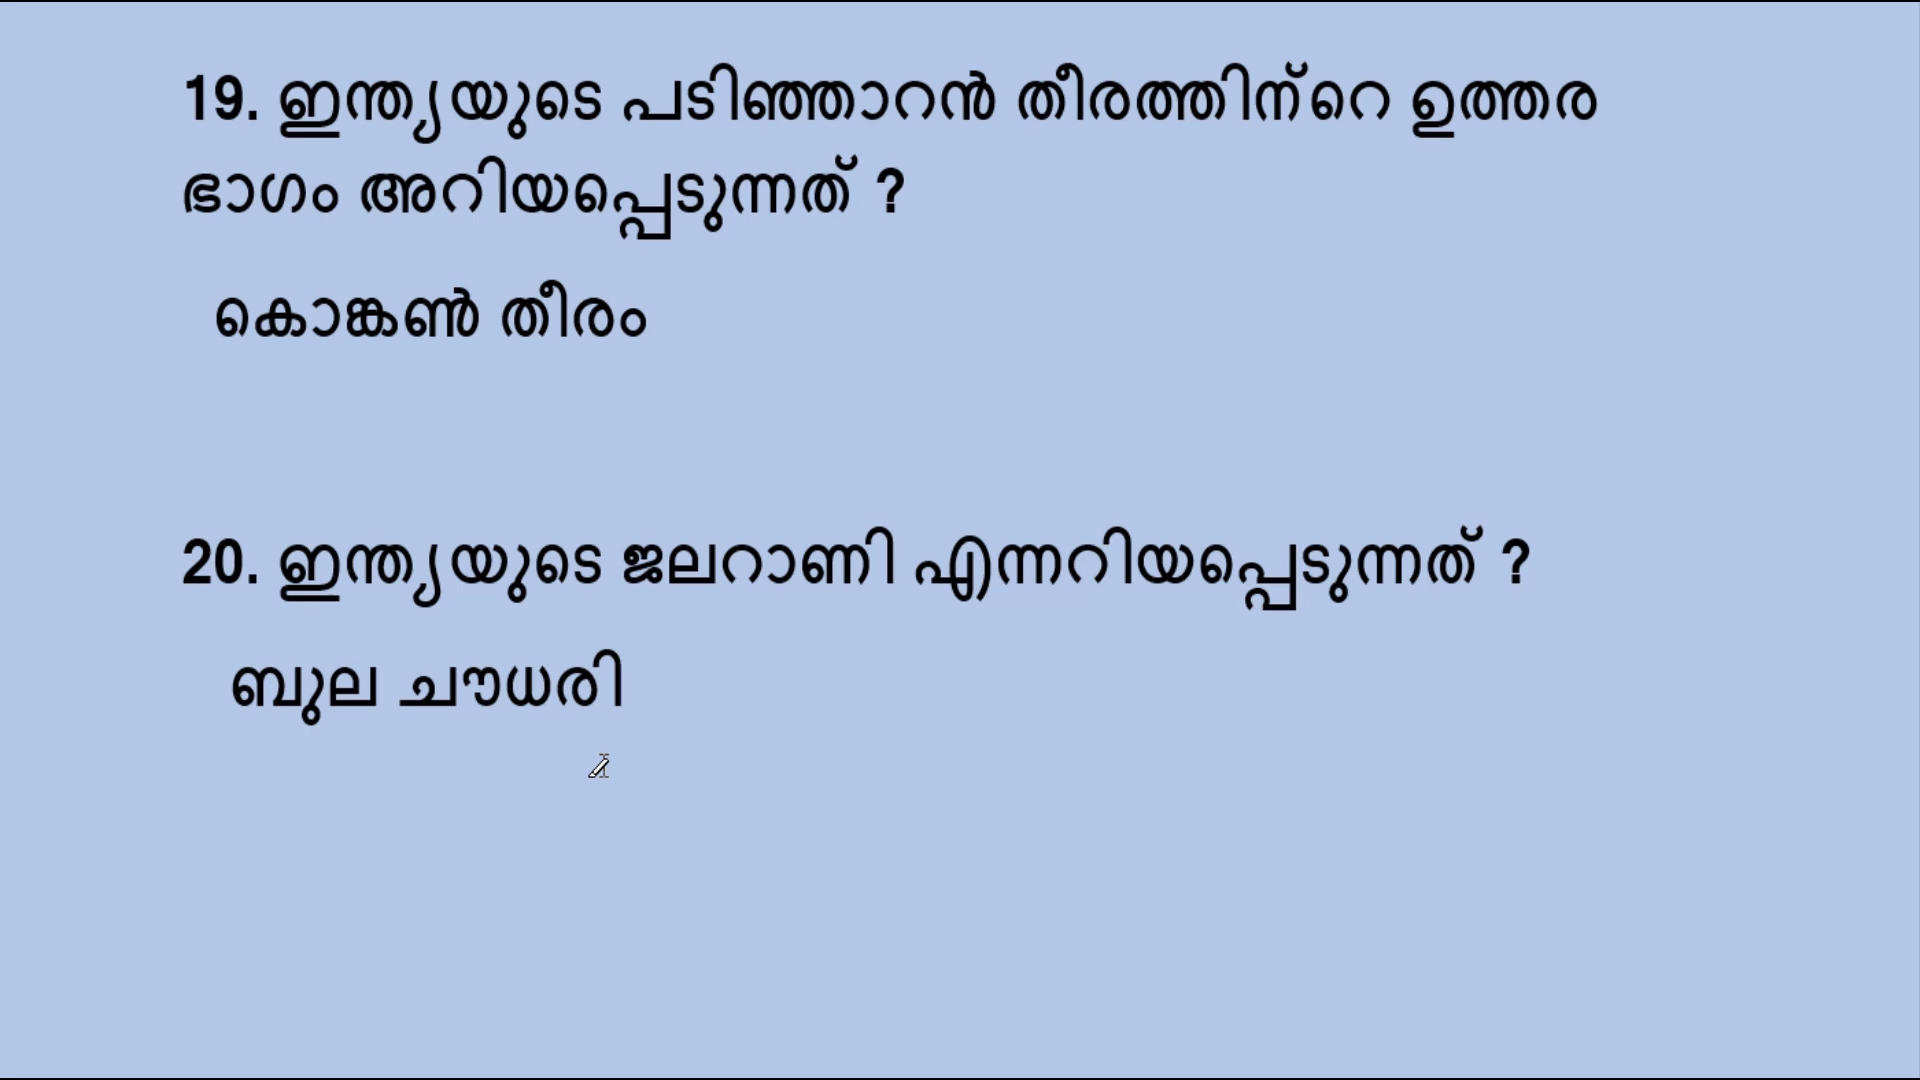 19. ഇന്ത്യയുടെ പടിഞ്ഞാറൻ തീരത്തിന്റെ ഉത്തര
ഭാഗം അറിയപ്പെടുന്നത് ?
കൊങ്കൺ തീരം
20. ഇന്ത്യയുടെ ജലറാണി എന്നറിയപ്പെടുന്നത് ?
ബുല ചൗധരി